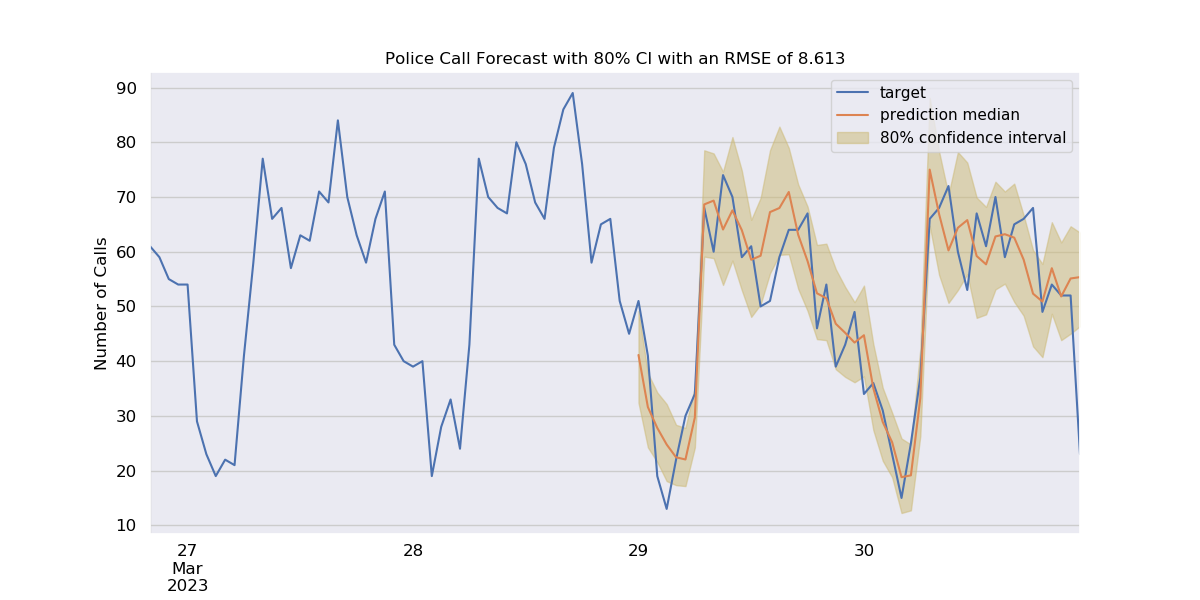 Police Call Forecast with 80% CI with an RMSE of 8.613
target
prediction median
80% confidence interval
Number of Calls
90
80
70
60
50
40
30
20
10
27 28 29 30
Mar
2023